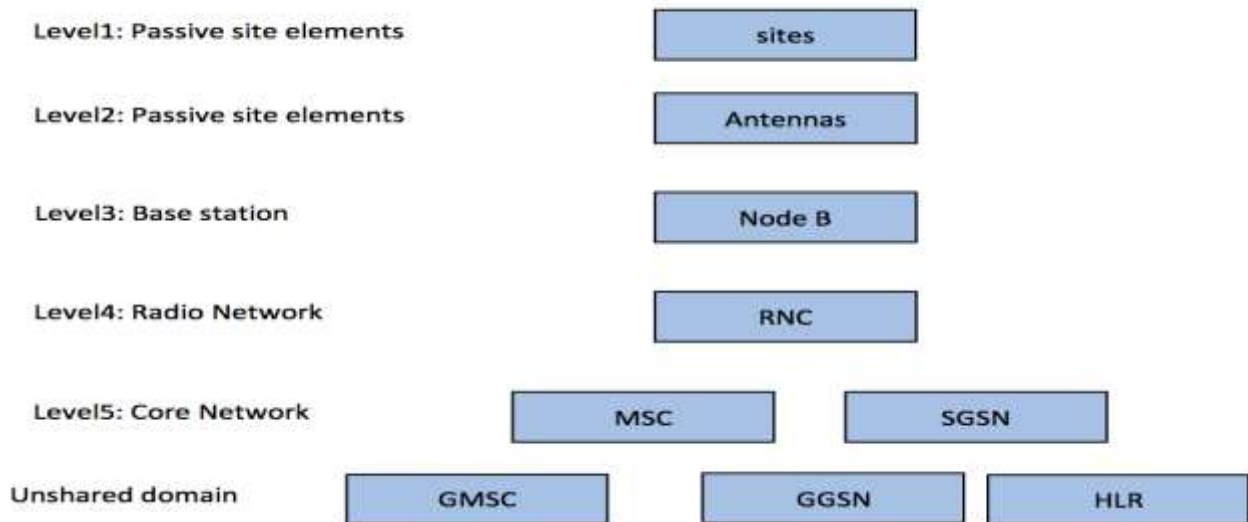 Level1: Passive site elements
sites
Level2: Passive site elements
Antennas
Level3: Base station
Node B
Level4: Radio Network
RNC
Level5: Core Network
MSC
SGSN
Unshared domain
GMSC
GGSN
HLR